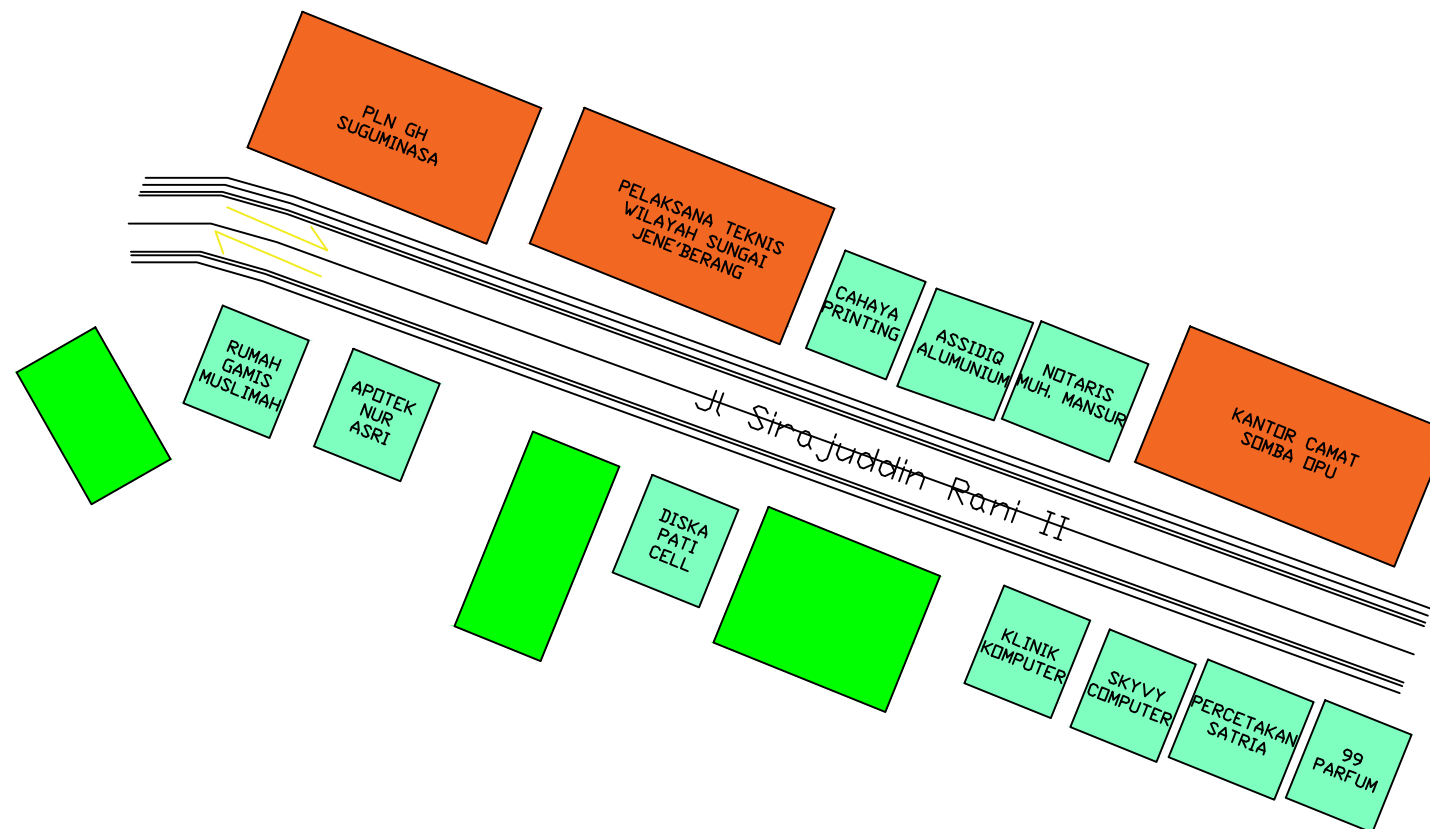 PLN GH
SUGUMINASA
PELAKSANA TEKNIS
WILAYAH SUNGAI
JENE'BERANG
CAHAYA
PRINTING
ASSIDIQ
ALUMUNIUM
NOTARIS
MUH. MANSUR
KANTOR CAMAT
SOMBA OPU
RUMAH
GAMIS
MUSLIMAH
APOTEK
NUR
ASRI
Jl Sirajuddin Rani II
DISKA
PATI
CELL
KLINIK
KOMPUTER
SKYVY
COMPUTER
PERCETAKAN
SATRIA
99
PARFUM